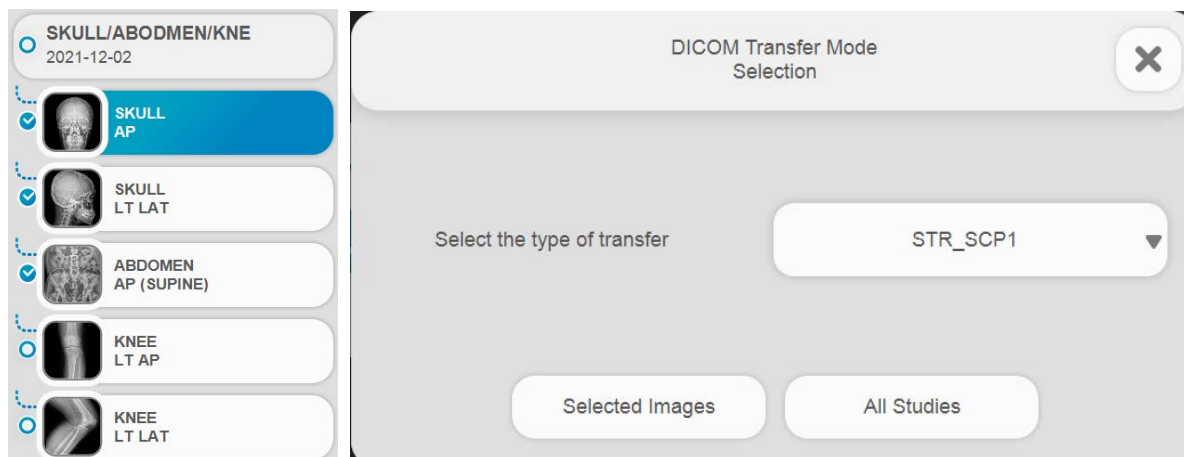 SKULL/ABODMEN/KNE
2021-12-02
SKULL
AP
SKULL
LT LAT
ABDOMEN
AP (SUPINE)
KNEE
LT AP
KNEE
LT LAT
DICOM Transfer Mode
Selection
Select the type of transfer
STR_SCP1
Selected Images
All Studies